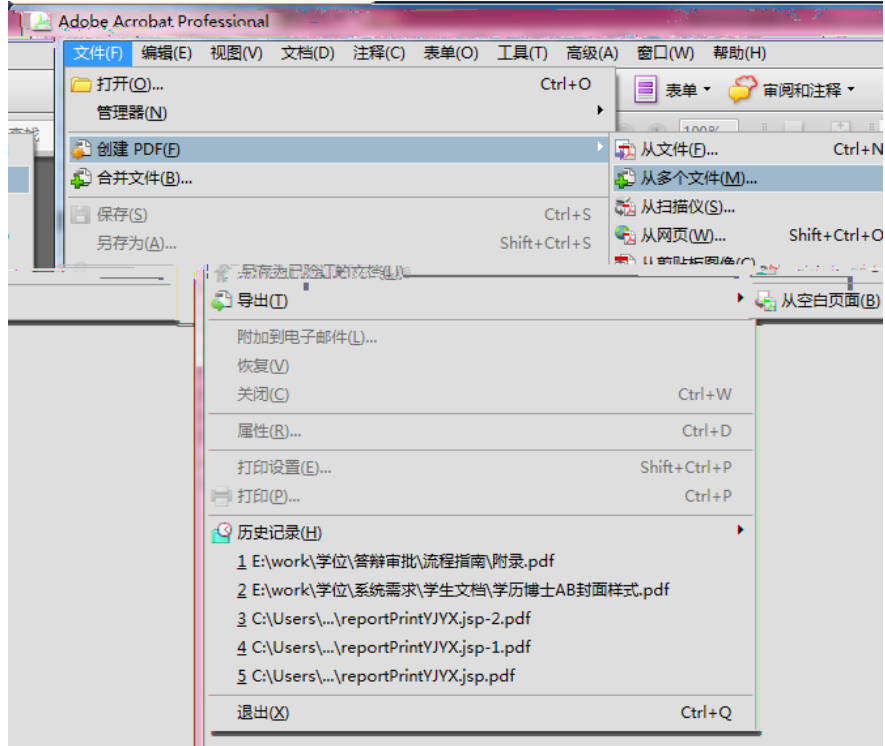 Adobe Acrobat Professional
文件(F) 编辑(E) 视图(V) 文档(D) 注释(C) 表单(O) 工具(T) 高级(A) 窗口(W) 帮助(H)
打开(O)... Ctrl+O
表单 审阅和注释
管理器(N)
100%
创建 PDF(F)
从文件(F)... Ctrl+N
合并文件(B)...
从多个文件(M)...
保存(S) Ctrl+S
从扫描仪(S)...
另存为(A)... Shift+Ctrl+S
从网页(W)... Shift+Ctrl+O
从剪贴板图像(C)
导出(T)
从空白页面(B)
附加到电子邮件(L)...
恢复(V)
关闭(C) Ctrl+W
属性(R)... Ctrl+D
打印设置(E)... Shift+Ctrl+P
打印(P)... Ctrl+P
历史记录(H)
1 E:\work\学位\答辩审批\流程指南\附录.pdf
2 E:\work\学位\系统需求\学生文档\学历博士AB封面样式.pdf
3 C:\Users\...\reportPrintYJYX.jsp-2.pdf
4 C:\Users\...\reportPrintYJYX.jsp-1.pdf
5 C:\Users\...\reportPrintYJYX.jsp.pdf
退出(X) Ctrl+Q